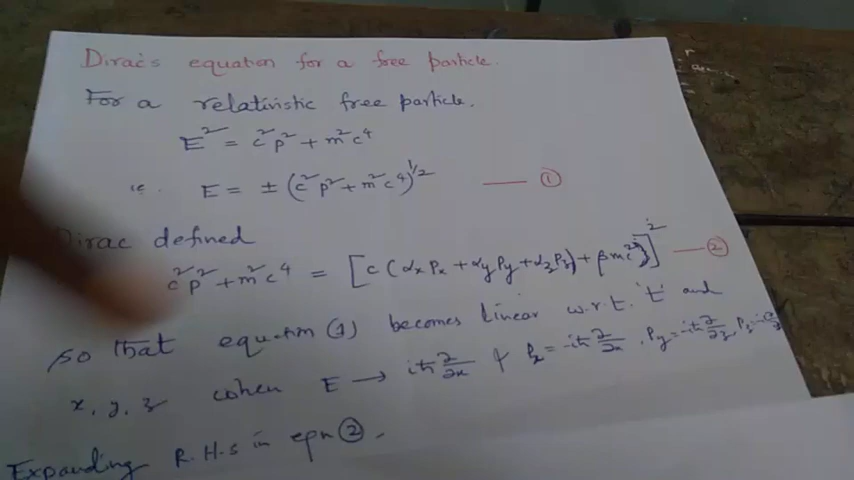 Dirac's equation for a free particle.
For a relativistic free particle.
E² = c²p² + m²c⁴
ie. E = ± (c²p² + m²c⁴)^1/2 —— ①
Dirac defined
c²p² + m²c⁴ = [c (αx Px + αy Py + αz Pz) + βmc²}]² — ②
so that equation (1) becomes linear w.r.t. 't' and
x, y, z when E → iħ ∂/∂x & Px = -iħ ∂/∂x, Py = -iħ ∂/∂z, Pz = -iħ
Expanding R.H.S in eqn ②.